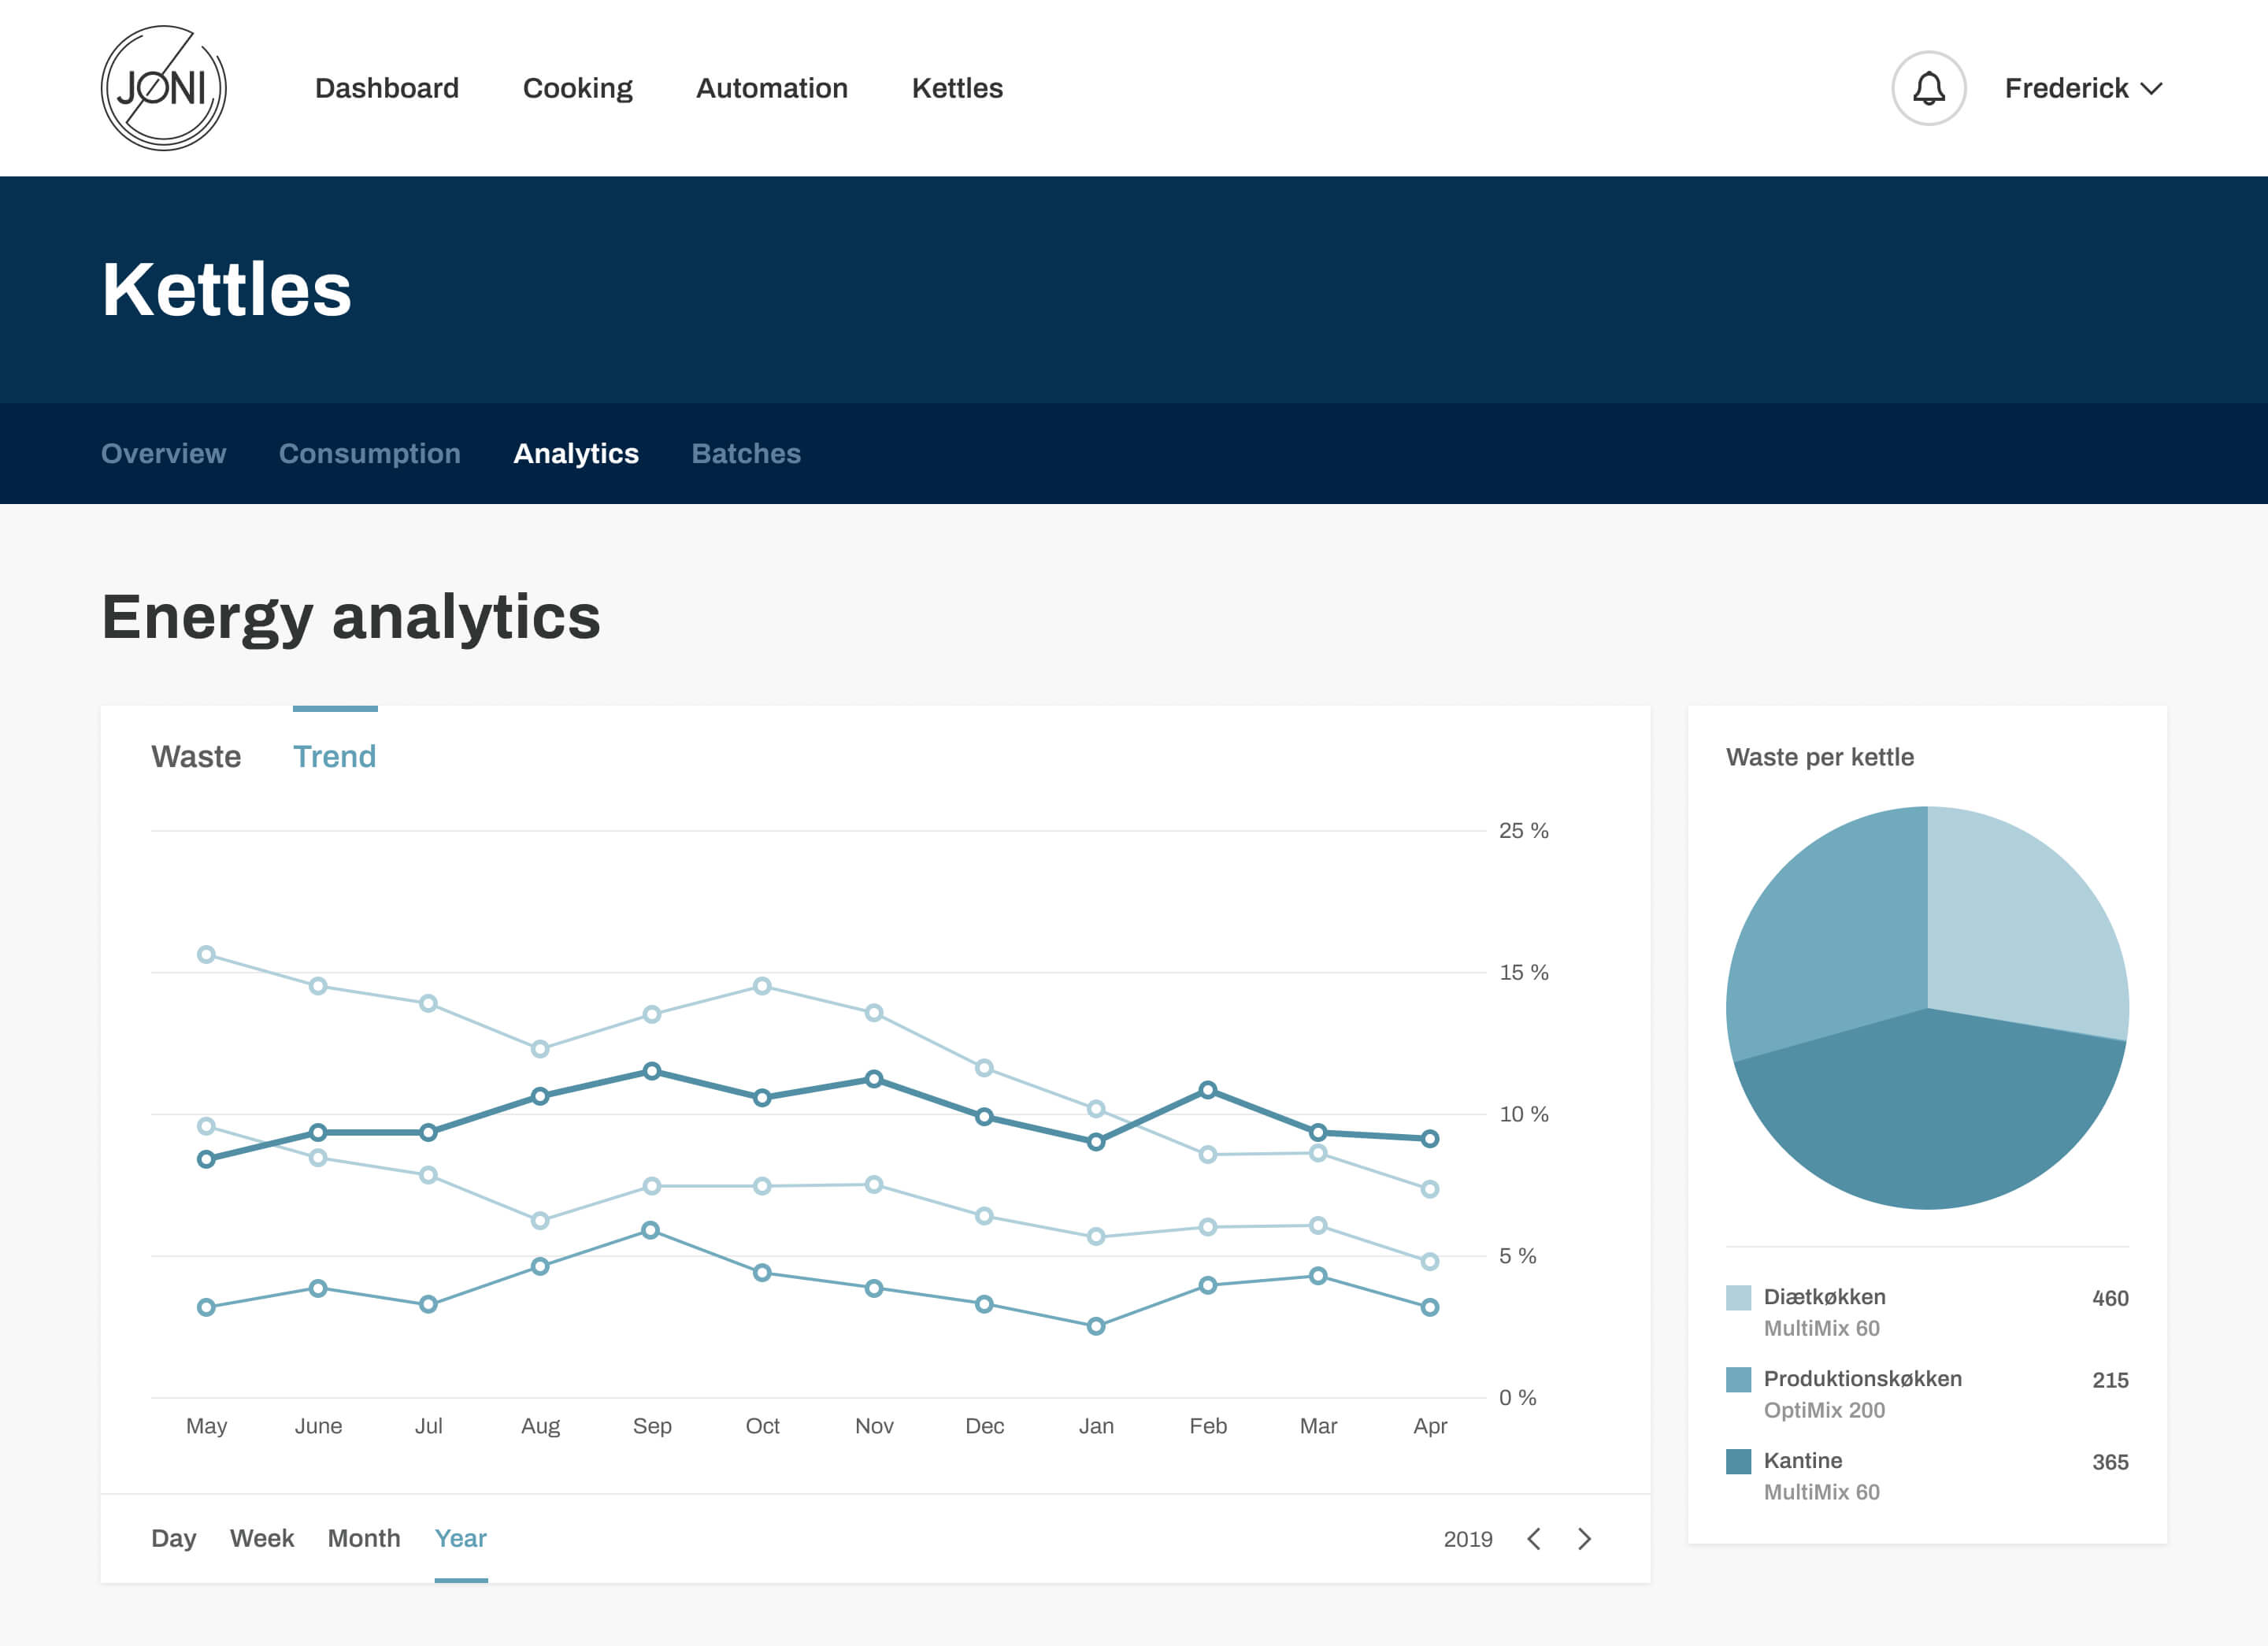 JØNI
Dashboard Cooking Automation Kettles Frederick
Kettles
Overview Consumption Analytics Batches
Energy analytics
Waste Trend
25 %
15 %
10 %
5 %
0 %
May June Jul Aug Sep Oct Nov Dec Jan Feb Mar Apr
Day Week Month Year 2019
Waste per kettle
Diætkøkken 460
MultiMix 60
Produktionskøkken 215
OptiMix 200
Kantine 365
MultiMix 60